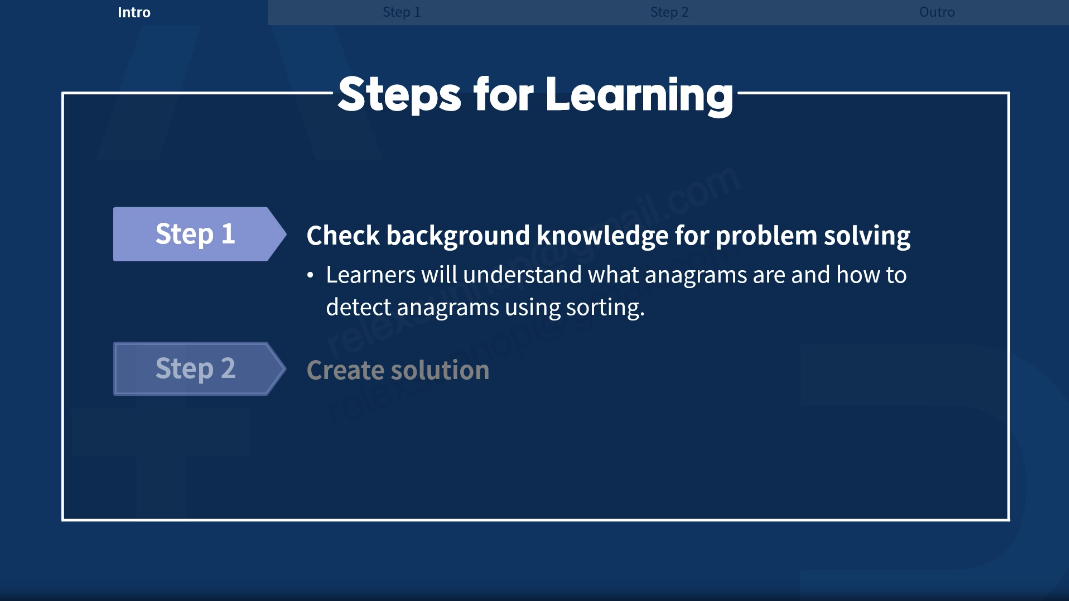 Intro
Step 1
Step 2
Outro
Steps for Learning
Step 1
Check background knowledge for problem solving
• Learners will understand what anagrams are and how to
detect anagrams using sorting.
Step 2
Create solution